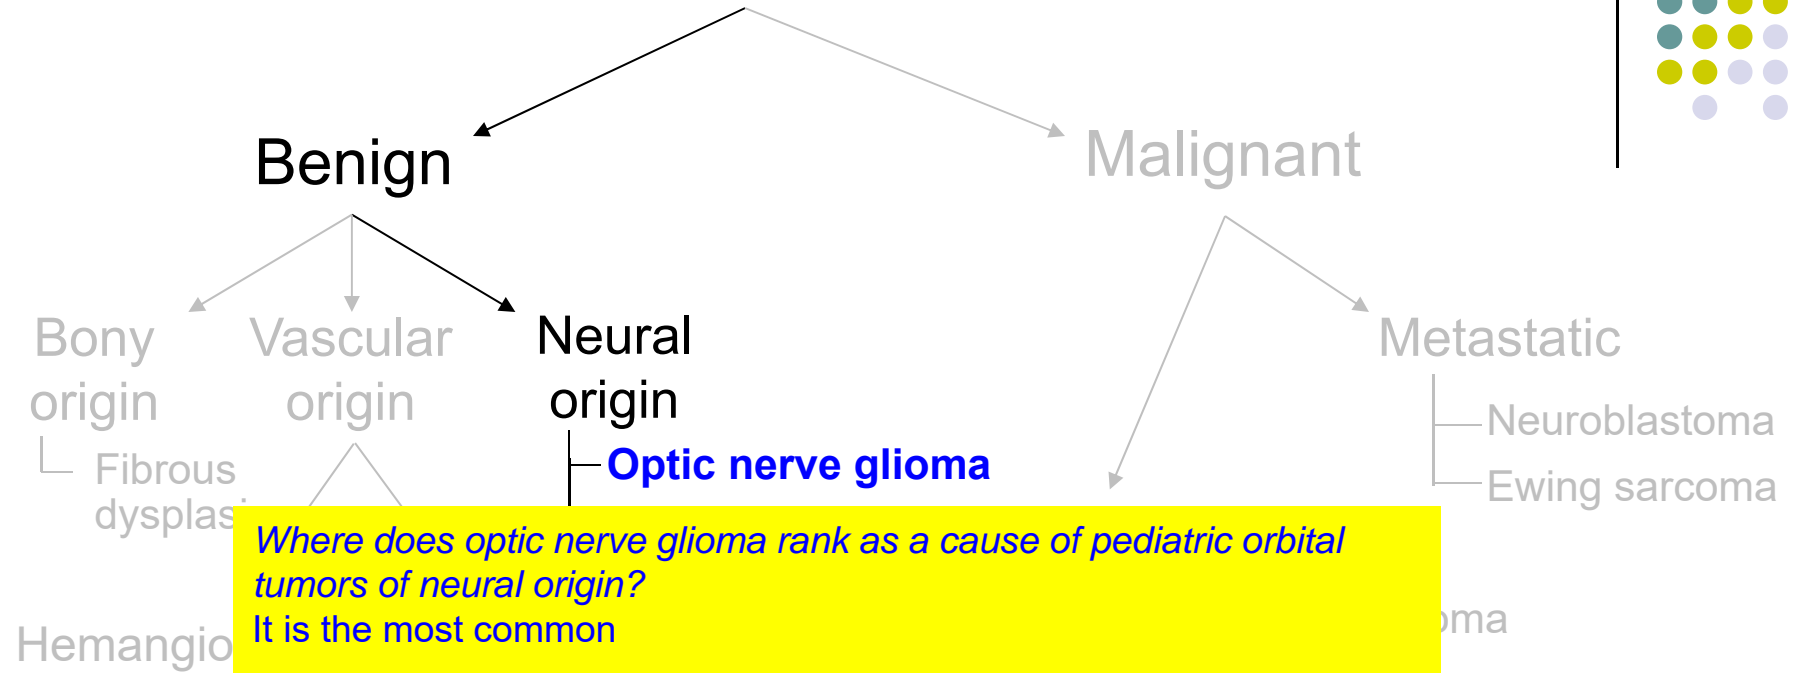 Benign
Malignant
Bony
origin
Vascular
origin
Neural
origin
Metastatic
Fibrous
Optic nerve glioma
Neuroblastoma
Ewing sarcoma
Where does optic nerve glioma rank as a cause of pediatric orbital
tumors of neural origin?
It is the most common